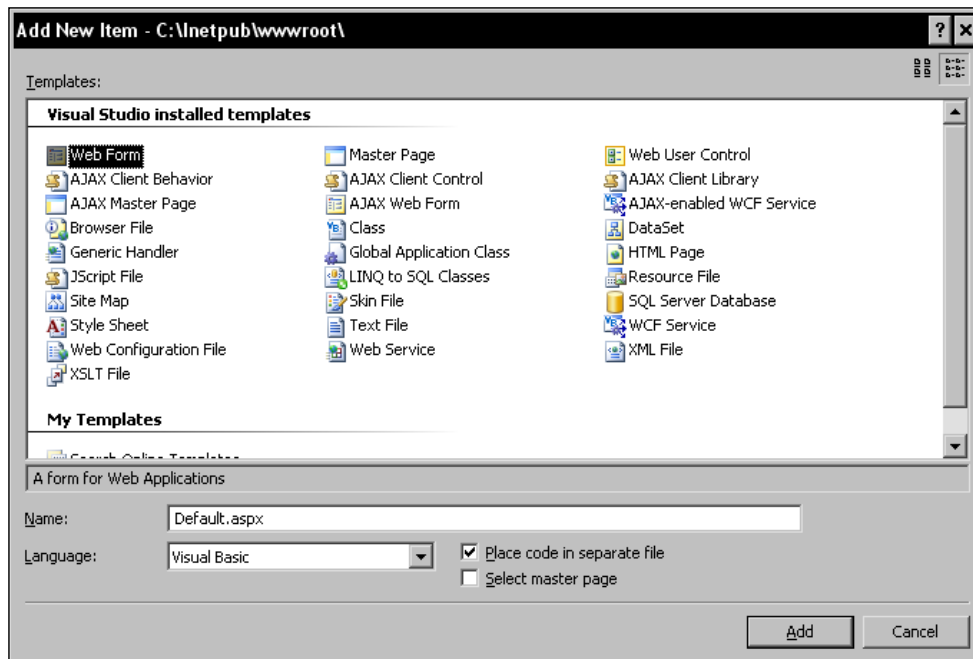 Add New Item - C:\Inetpub\wwwroot\
Templates:
Visual Studio installed templates
Web Form Master Page Web User Control
AJAX Client Behavior AJAX Client Control AJAX Client Library
AJAX Master Page AJAX Web Form AJAX-enabled WCF Service
Browser File Class DataSet
Generic Handler Global Application Class HTML Page
JScript File LINQ to SQL Classes Resource File
Site Map Skin File SQL Server Database
Style Sheet Text File WCF Service
Web Configuration File Web Service XML File
XSLT File
My Templates
Search Online Templates
A form for Web Applications
Name: Default.aspx
Language: Visual Basic Place code in separate file
Select master page
Add Cancel